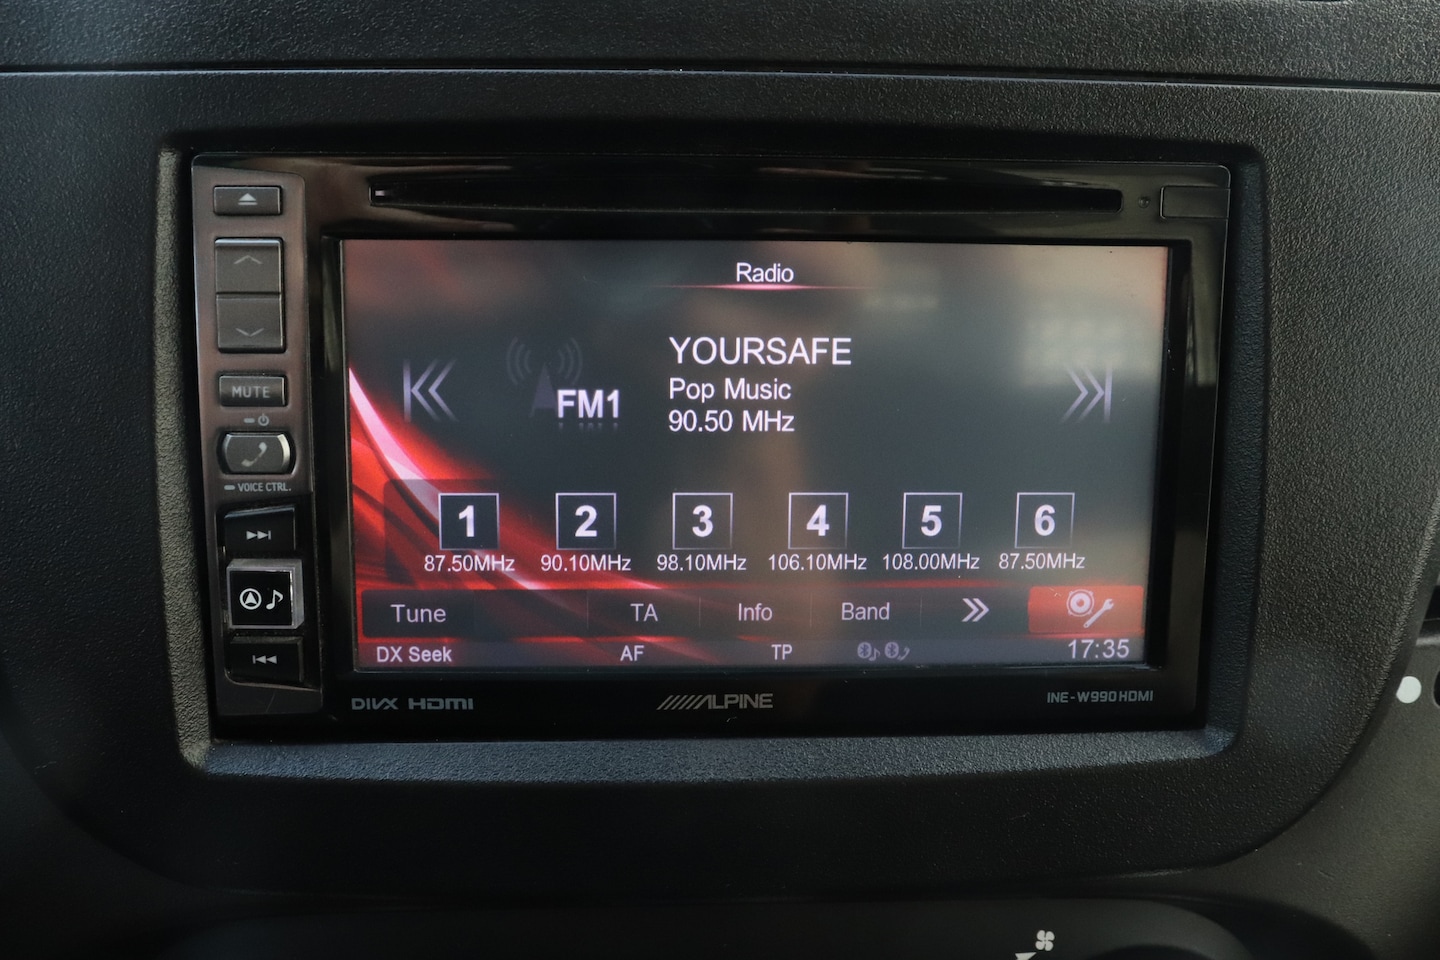 Radio
YOURSAFE
Pop Music
90.50 MHz
FM1
MUTE
VOICE CTRL.
1 2 3 4 5 6
87.50MHz 90.10MHz 98.10MHz 106.10MHz 108.00MHz 87.50MHz
Tune TA Info Band
DX Seek AF TP 17:35
DIVX HDMI ALPINE INE-W990HDMI